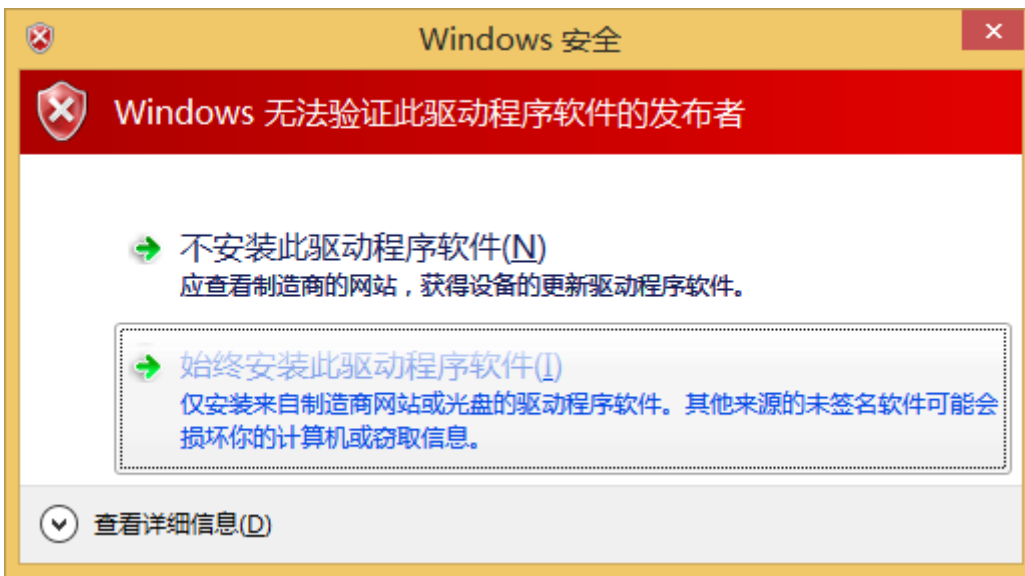 Windows 安全
Windows 无法验证此驱动程序软件的发布者
不安装此驱动程序软件(N)
应查看制造商的网站，获得设备的更新驱动程序软件。
始终安装此驱动程序软件(I)
仅安装来自制造商网站或光盘的驱动程序软件。其他来源的未签名软件可能会
损坏你的计算机或窃取信息。
查看详细信息(D)